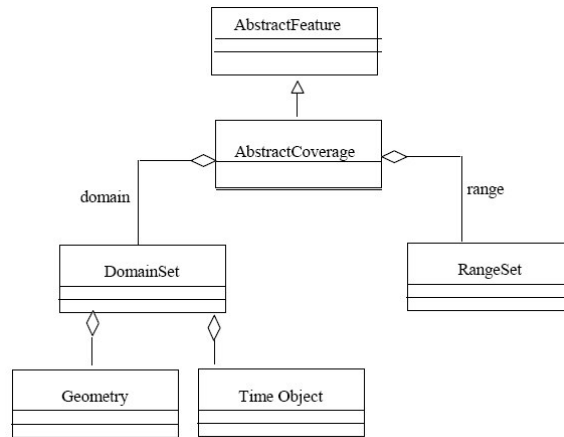 AbstractFeature
AbstractCoverage
domain
range
DomainSet
RangeSet
Geometry
Time Object